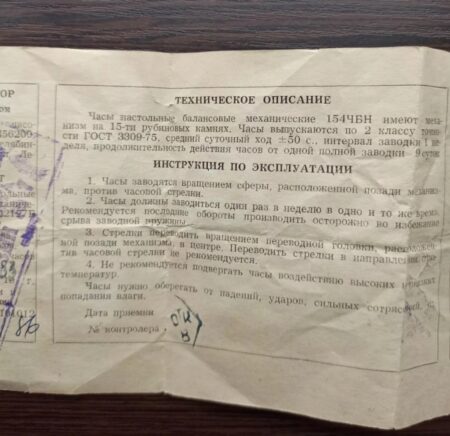 ТЕХНИЧЕСКОЕ ОПИСАНИЕ
Часы настольные балансовые механические 154ЧБН имеют меха-
низм на 15-ти рубиновых камнях. Часы выпускаются по 2 классу точно-
сти ГОСТ 3309-75, средний суточный ход ±50 с., интервал заводки 1 не-
деля, продолжительность действия часов от одной полной заводки 9 суток
ИНСТРУКЦИЯ ПО ЭКСПЛУАТАЦИИ
1. Часы заводятся вращением сферы, расположенной позади механиз-
ма, против часовой стрелки.
2. Часы должны заводиться один раз в неделю в одно и то же время.
Рекомендуется последние обороты производить осторожно во избежание
срыва заводной пружины.
3. Стрелки переводить вращением переводной головки, расположен-
ной позади механизма, в центре. Переводить стрелки в направлении про-
тив часовой стрелки не рекомендуется.
4. Не рекомендуется подвергать часы воздействию высоких и низких
температур.
Часы нужно оберегать от падений, ударов, сильных сотрясений,
попадания влаги.
Дата приемки
№ контролера